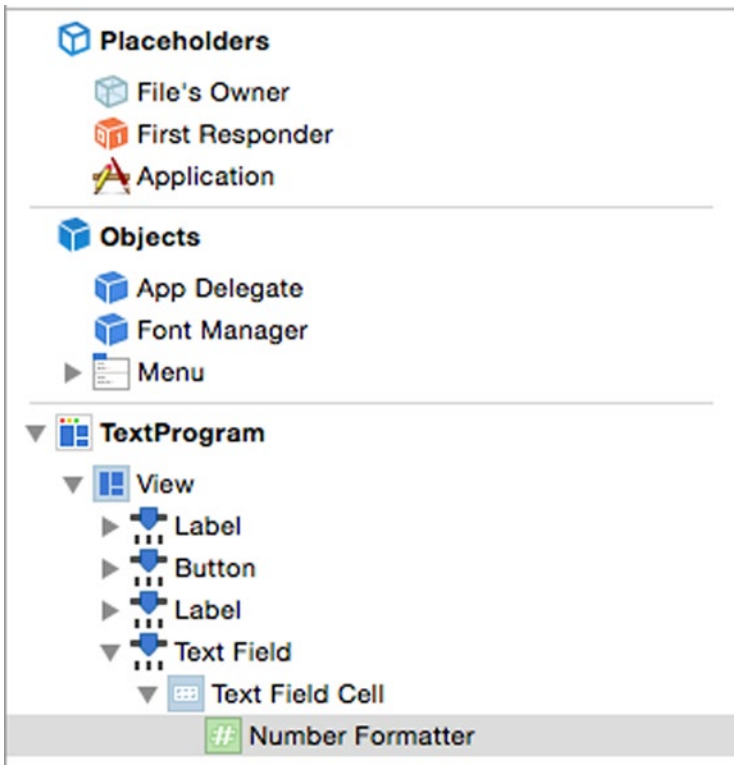 Placeholders
File's Owner
First Responder
Application
Objects
App Delegate
Font Manager
Menu
TextProgram
View
Label
Button
Label
Text Field
Text Field Cell
# Number Formatter